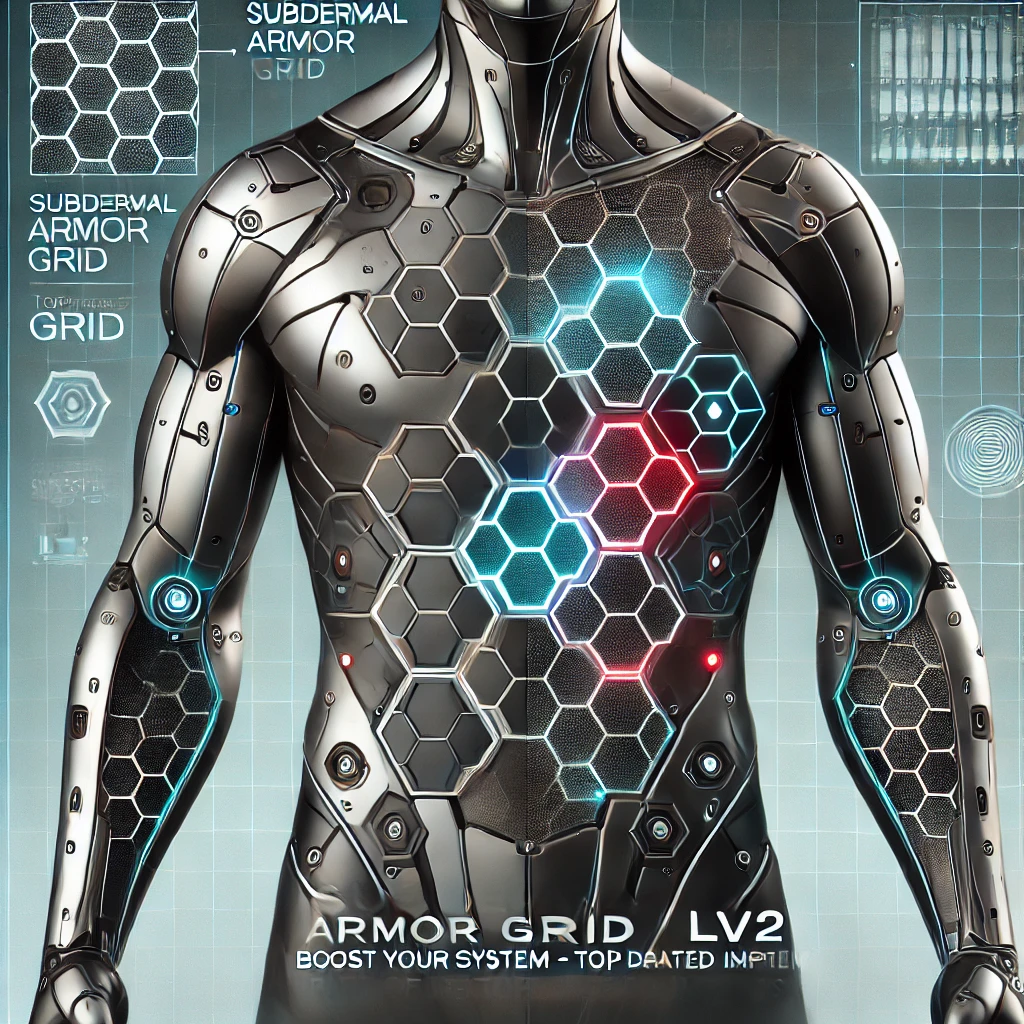 SUBDERMAL
ARMOR
GRID
SUBDERMAL
ARMOR
GRID
GRID
ARMOR GRID LV2
BOOST YOUR SYSTEM - TOP